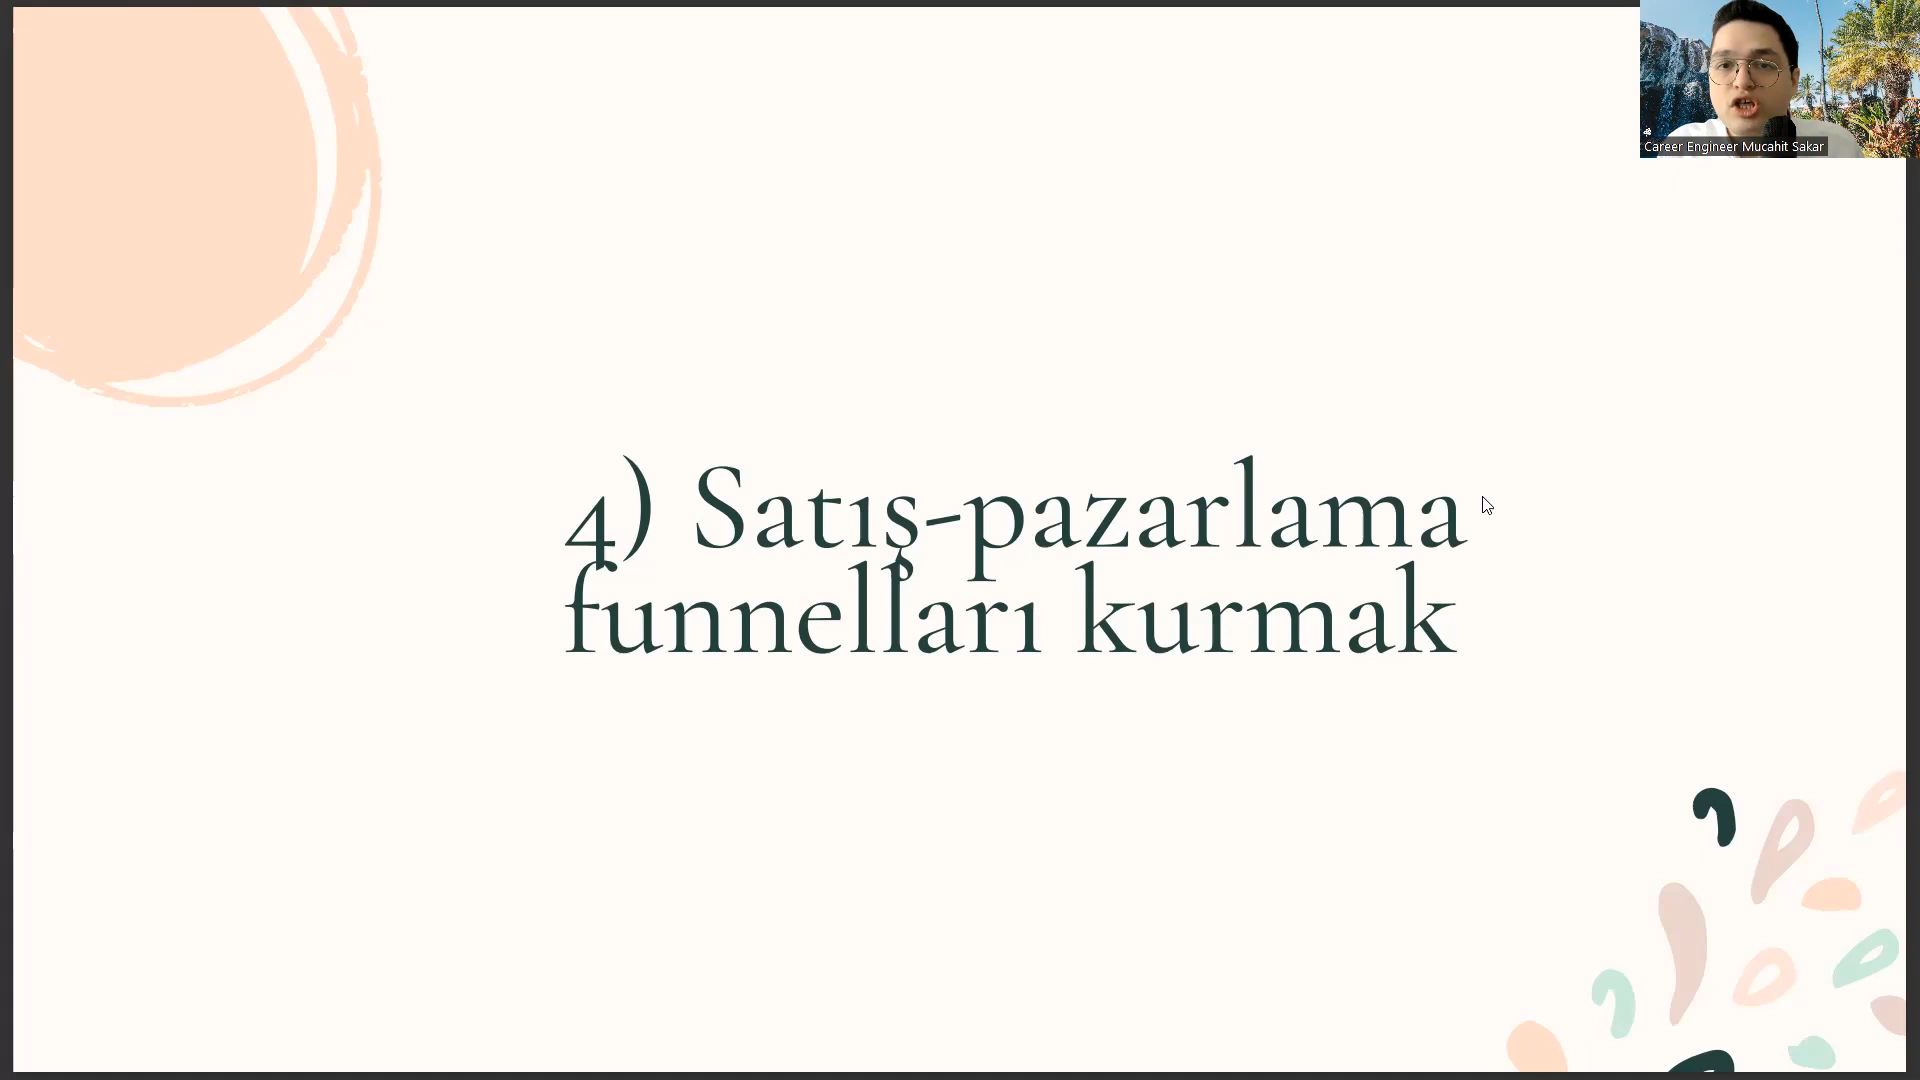 Career Engineer Mucahit Sakar
4) Satış-pazarlama
funnelları kurmak